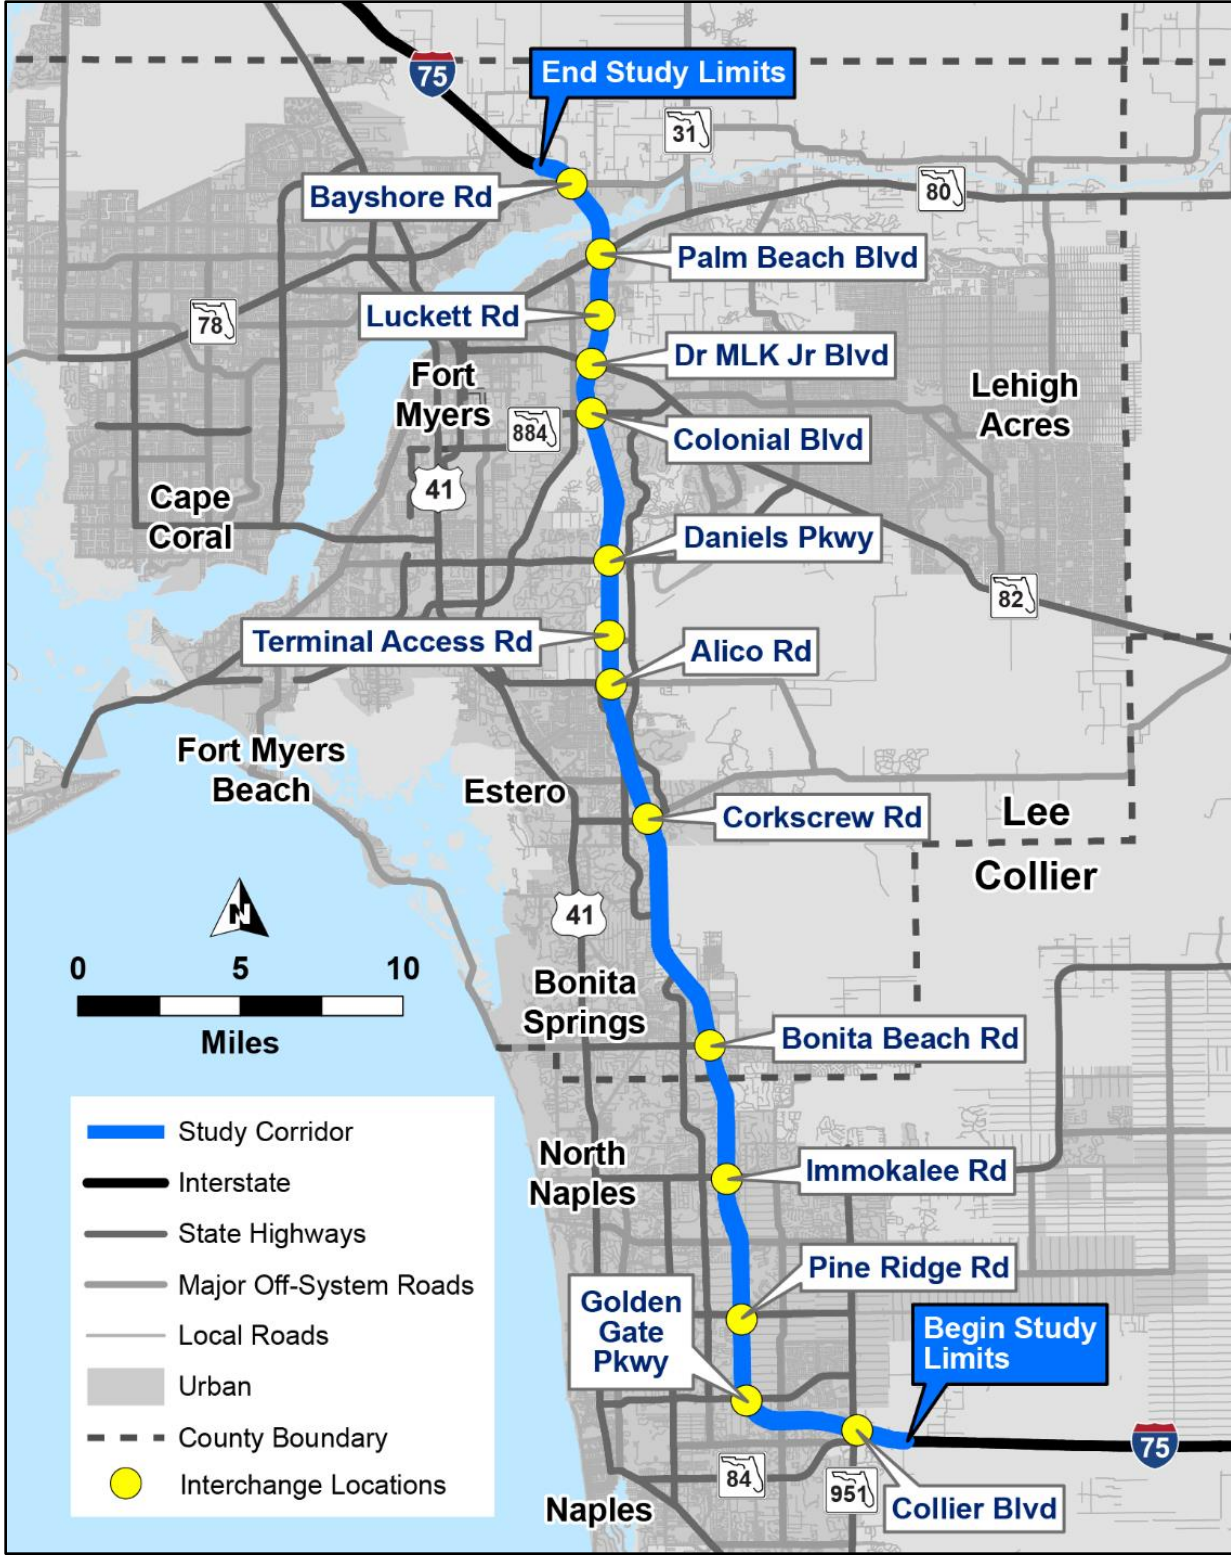 75
End Study Limits
31
80
Bayshore Rd
Palm Beach Blvd
Luckett Rd
78
Dr MLK Jr Blvd
Fort
Myers
Lehigh
Acres
884
Colonial Blvd
41
Cape
Coral
Daniels Pkwy
82
Terminal Access Rd
Alico Rd
Fort Myers
Beach
Estero
Corkscrew Rd
Lee
Collier
N
41
0 5 10
Miles
Bonita
Springs
Bonita Beach Rd
Study Corridor
Interstate
State Highways
Major Off-System Roads
Local Roads
Urban
County Boundary
Interchange Locations
North
Naples
Immokalee Rd
Pine Ridge Rd
Golden
Gate
Pkwy
Begin Study
Limits
75
84
951
Collier Blvd
Naples